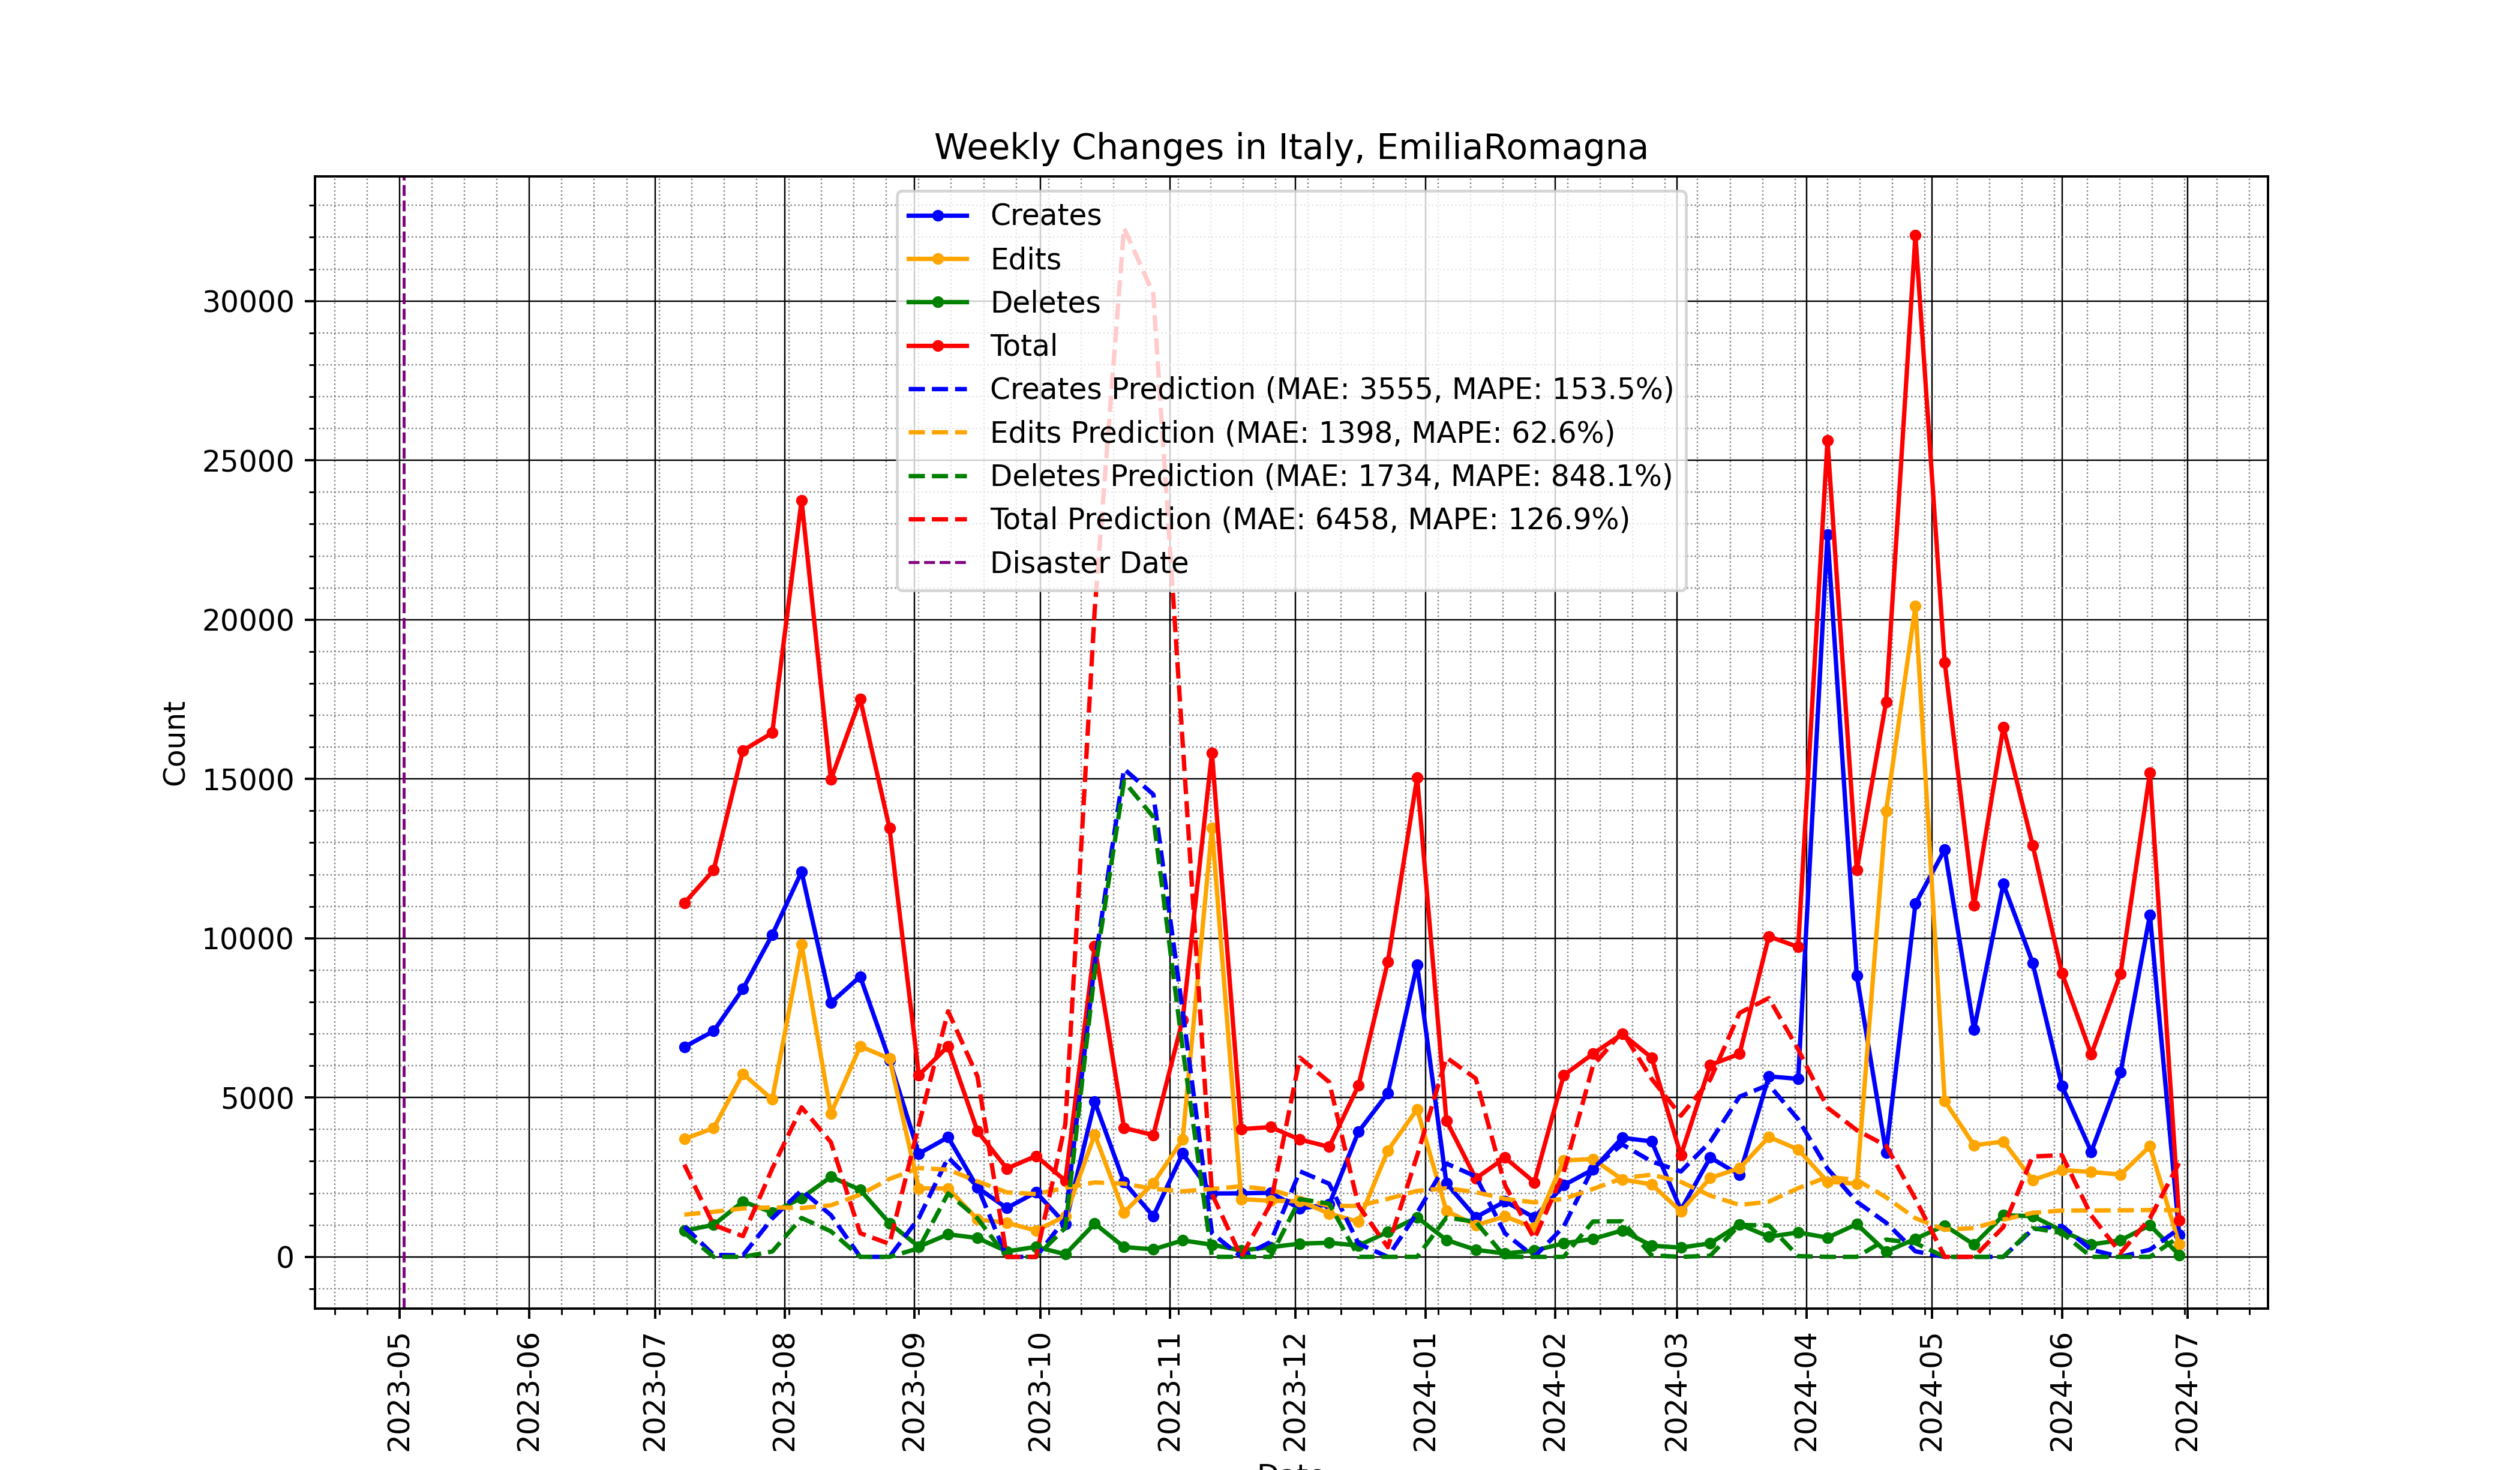 Weekly Changes in Italy, EmiliaRomagna
Creates
Edits
Deletes
Total
Creates Prediction (MAE: 3555, MAPE: 153.5%)
Edits Prediction (MAE: 1398, MAPE: 62.6%)
Deletes Prediction (MAE: 1734, MAPE: 848.1%)
Total Prediction (MAE: 6458, MAPE: 126.9%)
Disaster Date
Count
30000
25000
20000
15000
10000
5000
0
2023-05
2023-06
2023-07
2023-08
2023-09
2023-10
2023-11
2023-12
2024-01
2024-02
2024-03
2024-04
2024-05
2024-06
2024-07
Date